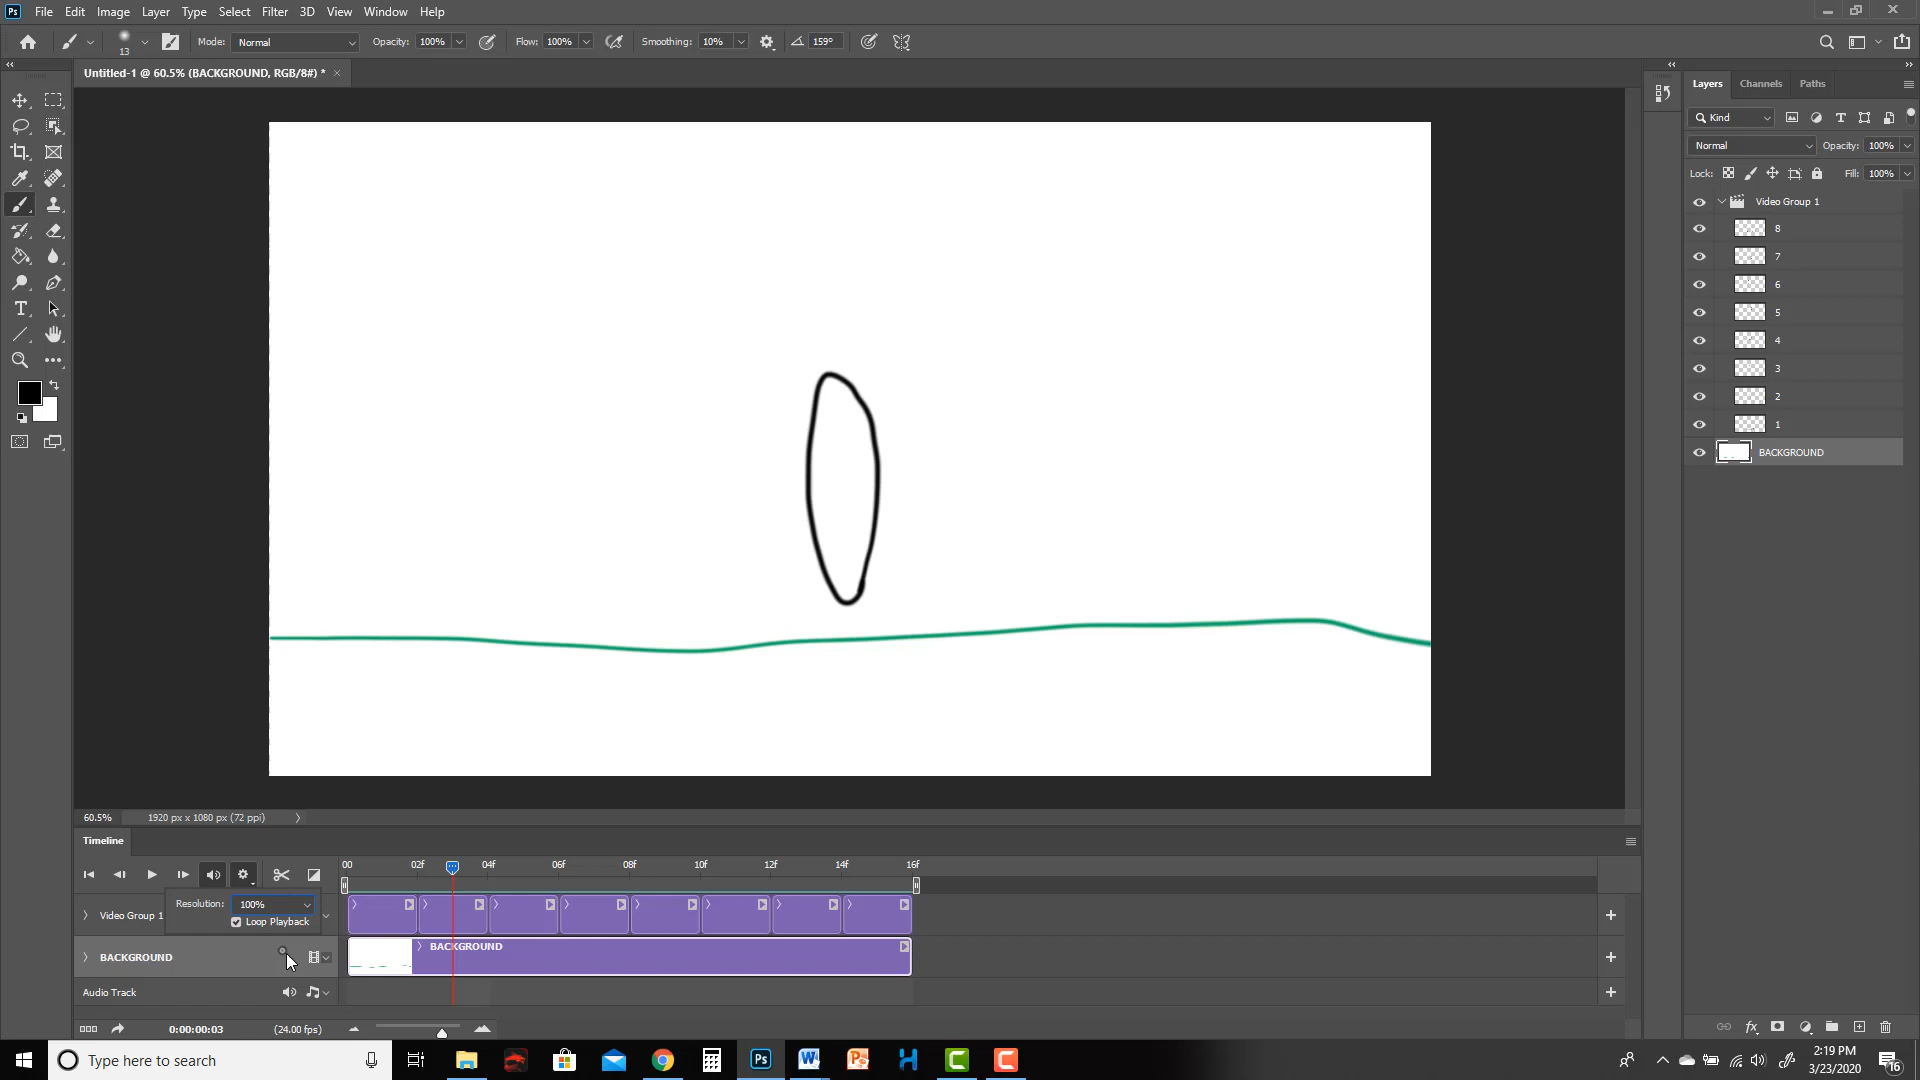 Ps File Edit Image Layer Type Select Filter 3D View Window Help
13 Mode: Normal Opacity: 100% Flow: 100% Smoothing: 10% 159°
Untitled-1 @ 60.5% (BACKGROUND, RGB/8#) * ×
Layers Channels Paths
Kind
Normal Opacity: 100%
Lock: Fill: 100%
Video Group 1
8
7
6
5
4
3
2
1
BACKGROUND
60.5% 1920 px x 1080 px (72 ppi)
Timeline
00 02f 04f 06f 08f 10f 12f 14f 16f
Resolution: 100%
Loop Playback
Video Group 1
BACKGROUND BACKGROUND
Audio Track
0:00:00:03 (24.00 fps)
Type here to search
2:19 PM
3/23/2020
16